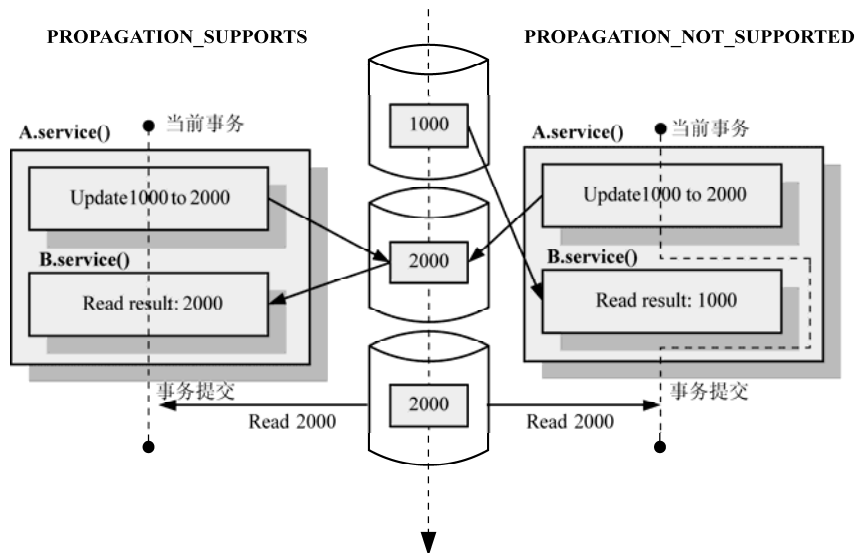 PROPAGATION_SUPPORTS
PROPAGATION_NOT_SUPPORTED
1000
A.service()
当前事务
A.service()
当前事务
Update1000 to 2000
Update1000 to 2000
2000
B.service()
B.service()
Read result: 2000
Read result: 1000
事务提交
事务提交
2000
Read 2000
Read 2000